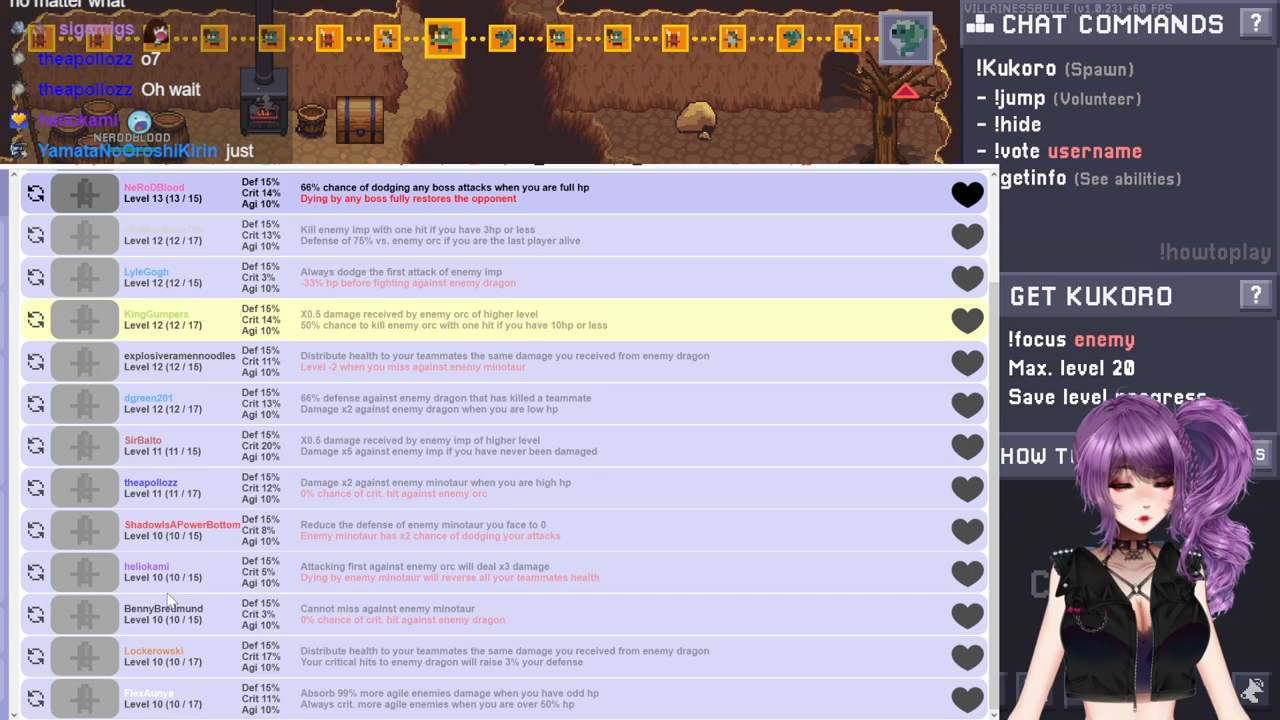 no matter what
sigamigs
theapollozz o7
theapollozz Oh wait
heliokami
NERODBLOOD
YamataNoOroshiKirin just
VILLAINESSBELLE (v1.0.23) +60 FPS
CHAT COMMANDS ?
!Kukoro (Spawn)
- !jump (Volunteer)
- !hide
- !vote username
getinfo (See abilities)
!howtoplay
GET KUKORO ?
!focus enemy
Max. level 20
Save level progress
HOW T
NeRoDBlood
Level 13 (13 / 15)
Def 15%
Crit 14%
Agi 10%
66% chance of dodging any boss attacks when you are full hp
Dying by any boss fully restores the opponent
Level 12 (12 / 17)
Def 15%
Crit 13%
Agi 10%
Kill enemy imp with one hit if you have 3hp or less
Defense of 75% vs. enemy orc if you are the last player alive
LyleGogh
Level 12 (12 / 15)
Def 15%
Crit 3%
Agi 10%
Always dodge the first attack of enemy imp
-33% hp before fighting against enemy dragon
KingGumpers
Level 12 (12 / 17)
Def 15%
Crit 14%
Agi 10%
X0.5 damage received by enemy orc of higher level
50% chance to kill enemy orc with one hit if you have 10hp or less
explosiveramennoodles
Level 12 (12 / 15)
Def 15%
Crit 11%
Agi 10%
Distribute health to your teammates the same damage you received from enemy dragon
Level -2 when you miss against enemy minotaur
dgreen201
Level 12 (12 / 17)
Def 15%
Crit 13%
Agi 10%
66% defense against enemy dragon that has killed a teammate
Damage x2 against enemy dragon when you are low hp
SirBalto
Level 11 (11 / 15)
Def 15%
Crit 20%
Agi 10%
X0.5 damage received by enemy imp of higher level
Damage x5 against enemy imp if you have never been damaged
theapollozz
Level 11 (11 / 17)
Def 15%
Crit 12%
Agi 10%
Damage x2 against enemy minotaur when you are high hp
0% chance of crit. hit against enemy orc
ShadowIsAPowerBottom
Level 10 (10 / 15)
Def 15%
Crit 8%
Agi 10%
Reduce the defense of enemy minotaur you face to 0
Enemy minotaur has x2 chance of dodging your attacks
heliokami
Level 10 (10 / 15)
Def 15%
Crit 5%
Agi 10%
Attacking first against enemy orc will deal x3 damage
Dying by enemy minotaur will reverse all your teammates health
Level 10 (10 / 15)
Def 15%
Crit 3%
Agi 10%
Cannot miss against enemy minotaur
0% chance of crit. hit against enemy dragon
Lockerowski
Level 10 (10 / 17)
Def 15%
Crit 17%
Agi 10%
Distribute health to your teammates the same damage you received from enemy dragon
Your critical hits to enemy dragon will raise 3% your defense
FlexAunya
Level 10 (10 / 17)
Def 15%
Crit 11%
Agi 10%
Absorb 99% more agile enemies damage when you have odd hp
Always crit. more agile enemies when you are over 50% hp